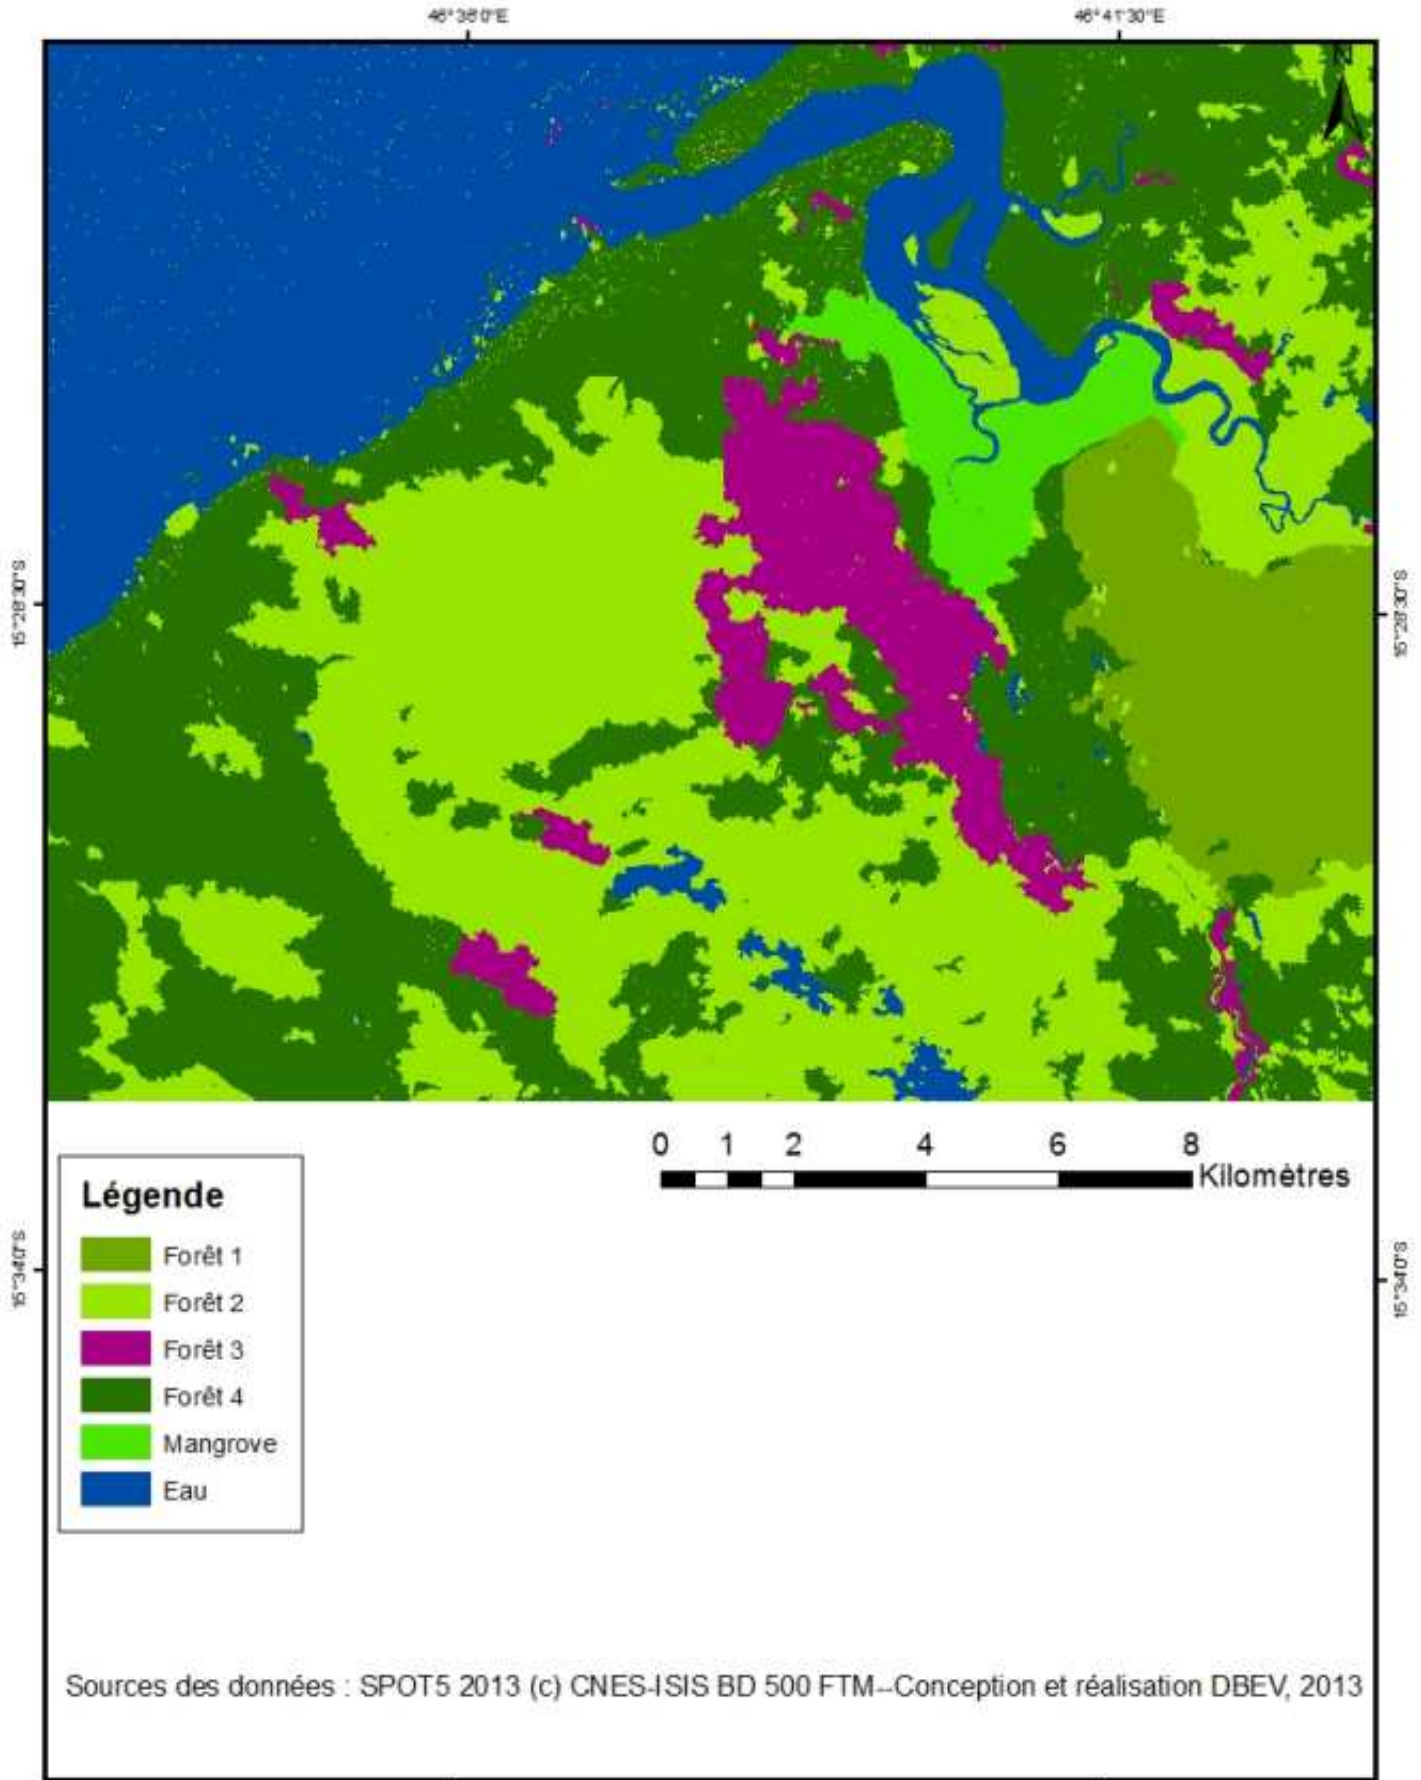 46°36'0"E
46°41'30"E
N
15°28'30"S
15°28'30"S
0 1 2 4 6 8
Kilomètres
Légende
Forêt 1
Forêt 2
Forêt 3
Forêt 4
Mangrove
Eau
15°34'0"S
15°34'0"S
Sources des données : SPOT5 2013 (c) CNES-ISIS BD 500 FTM--Conception et réalisation DBEV, 2013